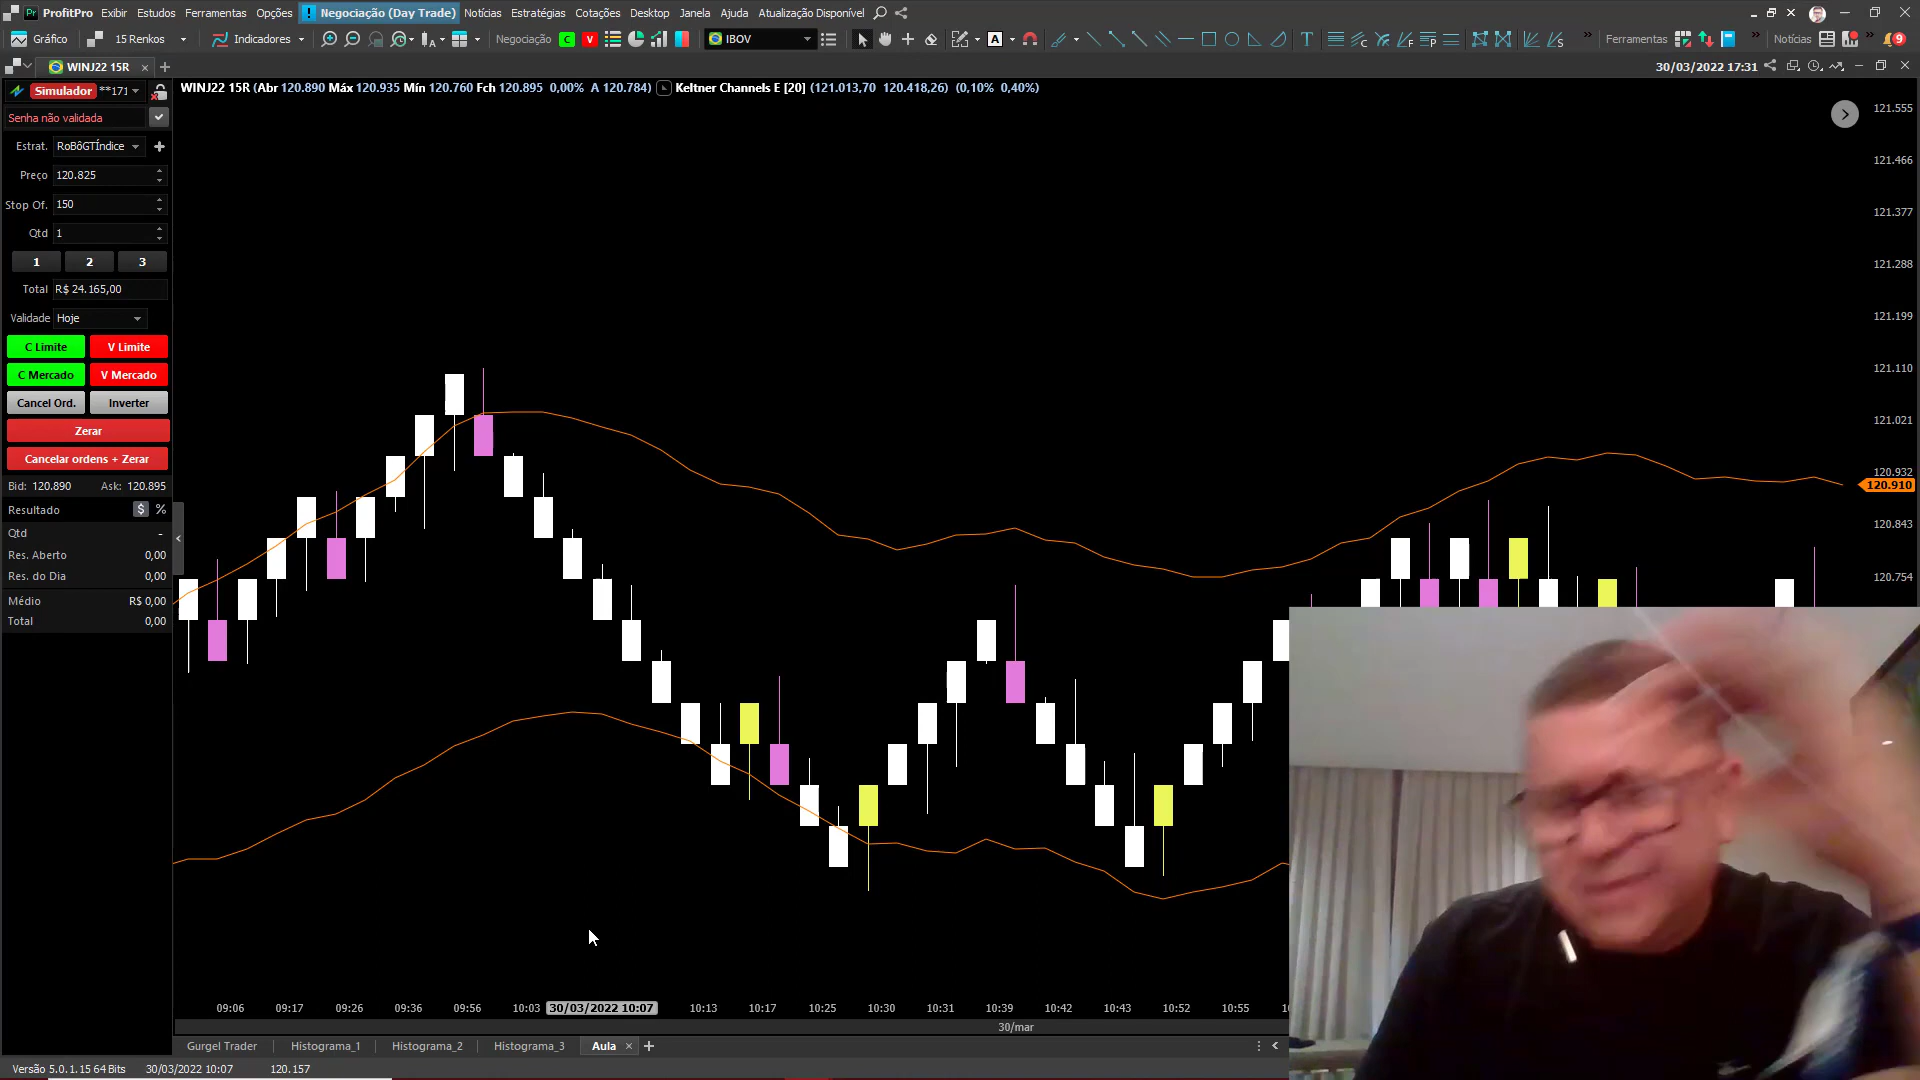 ProfitPro Exibir Estudos Ferramentas Opções ! Negociação (Day Trade) Notícias Estratégias Cotações Desktop Janela Ajuda Atualização Disponível
Gráfico 15 Renkos Indicadores Negociação C V IBOV A T Ferramentas Notícias 9
WINJ22 15R 30/03/2022 17:31
Simulador **171 WINJ22 15R (Abr 120.890 Máx 120.935 Mín 120.760 Fch 120.895 0,00% A 120.784) Keltner Channels E [20] (121.013,70 120.418,26) (0,10% 0,40%)
Senha não validada
Estrat. RoBôGTÍndice
Preço 120.825
Stop Of. 150
Qtd 1
1 2 3
Total R$ 24.165,00
Validade Hoje
C Limite V Limite
C Mercado V Mercado
Cancel Ord. Inverter
Zerar
Cancelar ordens + Zerar
Bid: 120.890 Ask: 120.895
Resultado $ %
Qtd -
Res. Aberto 0,00
Res. do Dia 0,00
Médio R$ 0,00
Total 0,00
121.555
121.466
121.377
121.288
121.199
121.110
121.021
120.932
120.910
120.843
120.754
09:06 09:17 09:26 09:36 09:56 10:03 30/03/2022 10:07 10:13 10:17 10:25 10:30 10:31 10:39 10:42 10:43 10:52 10:55
30/mar
Gurgel Trader Histograma_1 Histograma_2 Histograma_3 Aula
Versão 5.0.1.15 64 Bits 30/03/2022 10:07 120.157